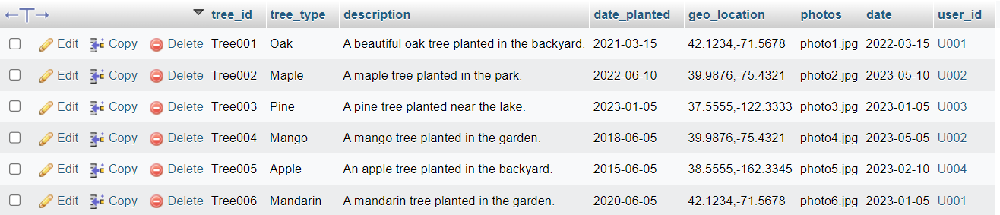 tree_id tree_type description date_planted geo_location photos date user_id
Edit Copy Delete Tree001 Oak A beautiful oak tree planted in the backyard. 2021-03-15 42.1234,-71.5678 photo1.jpg 2022-03-15 U001
Edit Copy Delete Tree002 Maple A maple tree planted in the park. 2022-06-10 39.9876,-75.4321 photo2.jpg 2023-05-10 U002
Edit Copy Delete Tree003 Pine A pine tree planted near the lake. 2023-01-05 37.5555,-122.3333 photo3.jpg 2023-01-05 U003
Edit Copy Delete Tree004 Mango A mango tree planted in the garden. 2018-06-05 39.9876,-75.4321 photo4.jpg 2023-05-05 U002
Edit Copy Delete Tree005 Apple An apple tree planted in the backyard. 2015-06-05 38.5555,-162.3345 photo5.jpg 2023-02-10 U004
Edit Copy Delete Tree006 Mandarin A mandarin tree planted in the garden. 2020-06-05 42.1234,-71.5678 photo6.jpg 2023-01-05 U001